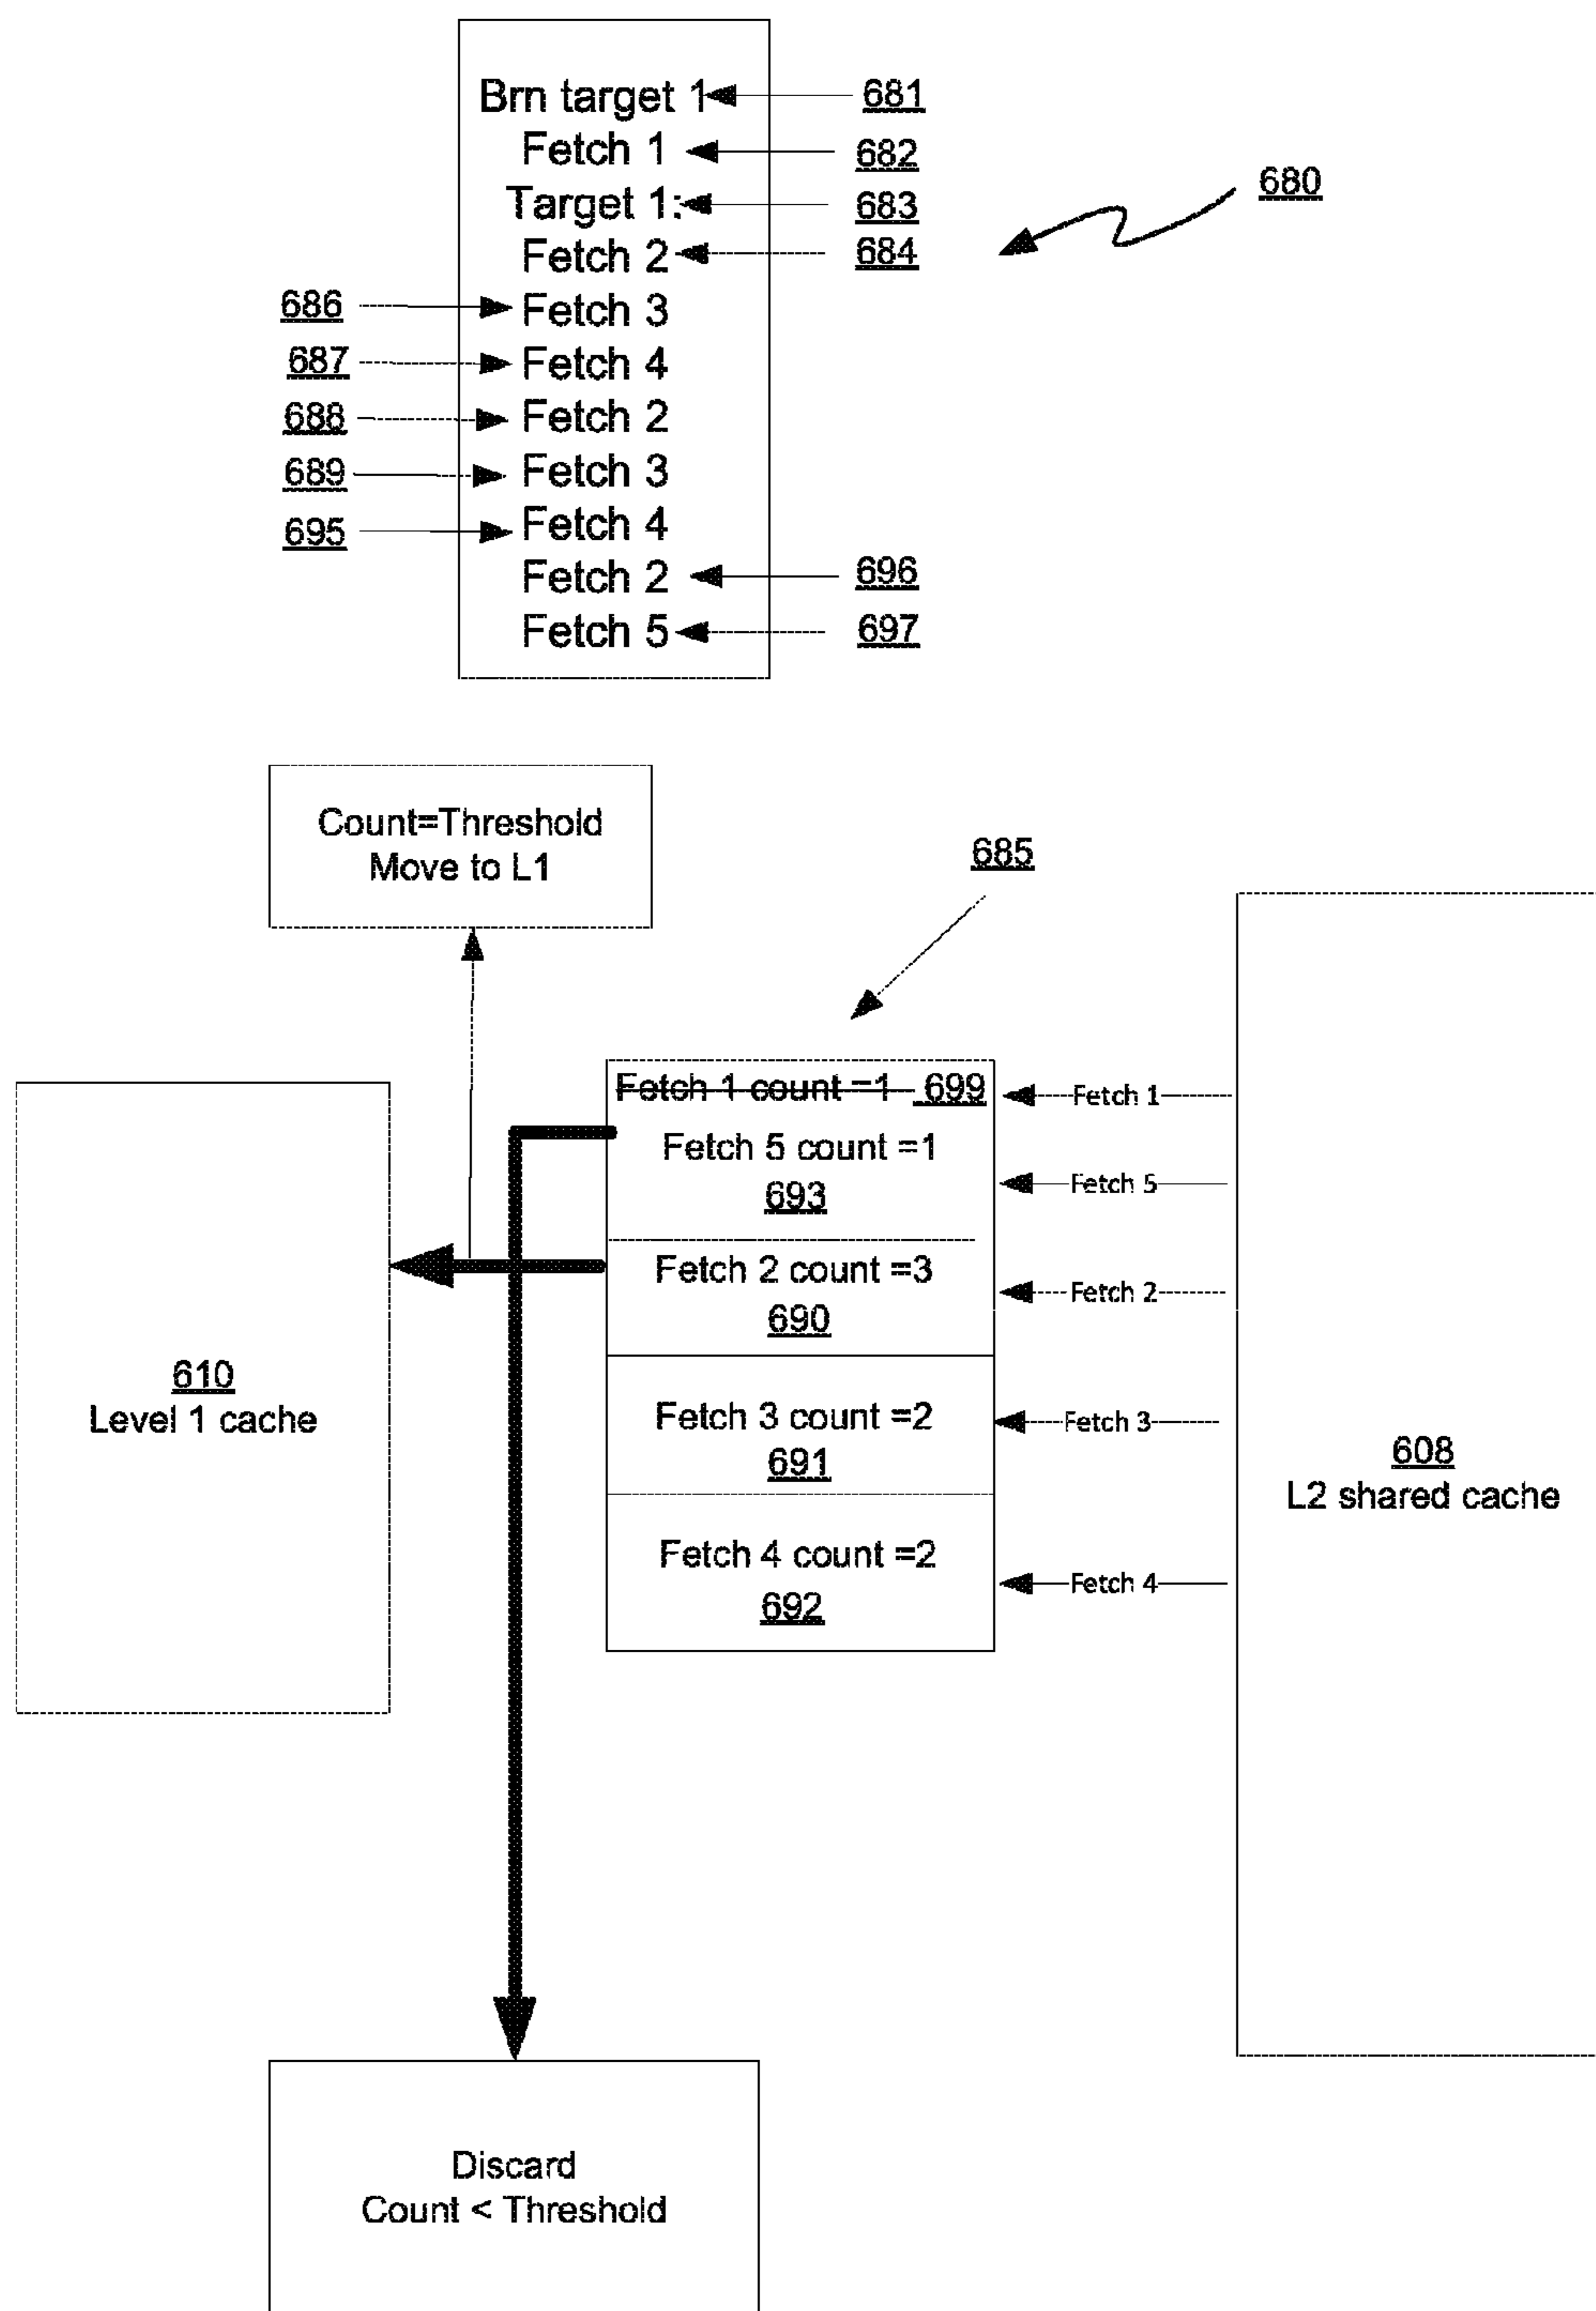 Brn target 1 681
Fetch 1 682
Target 1: 683
680
Fetch 2 684
686 Fetch 3
687 Fetch 4
688 Fetch 2
689 Fetch 3
695 Fetch 4
Fetch 2 696
Fetch 5 697
Count=Threshold
Move to L1
685
Fetch 1 count =1 699
Fetch 1
Fetch 5 count =1
693
Fetch 5
Fetch 2 count =3
690
Fetch 2
610
Level 1 cache
Fetch 3 count =2
691
Fetch 3
608
L2 shared cache
Fetch 4 count =2
692
Fetch 4
Discard
Count < Threshold